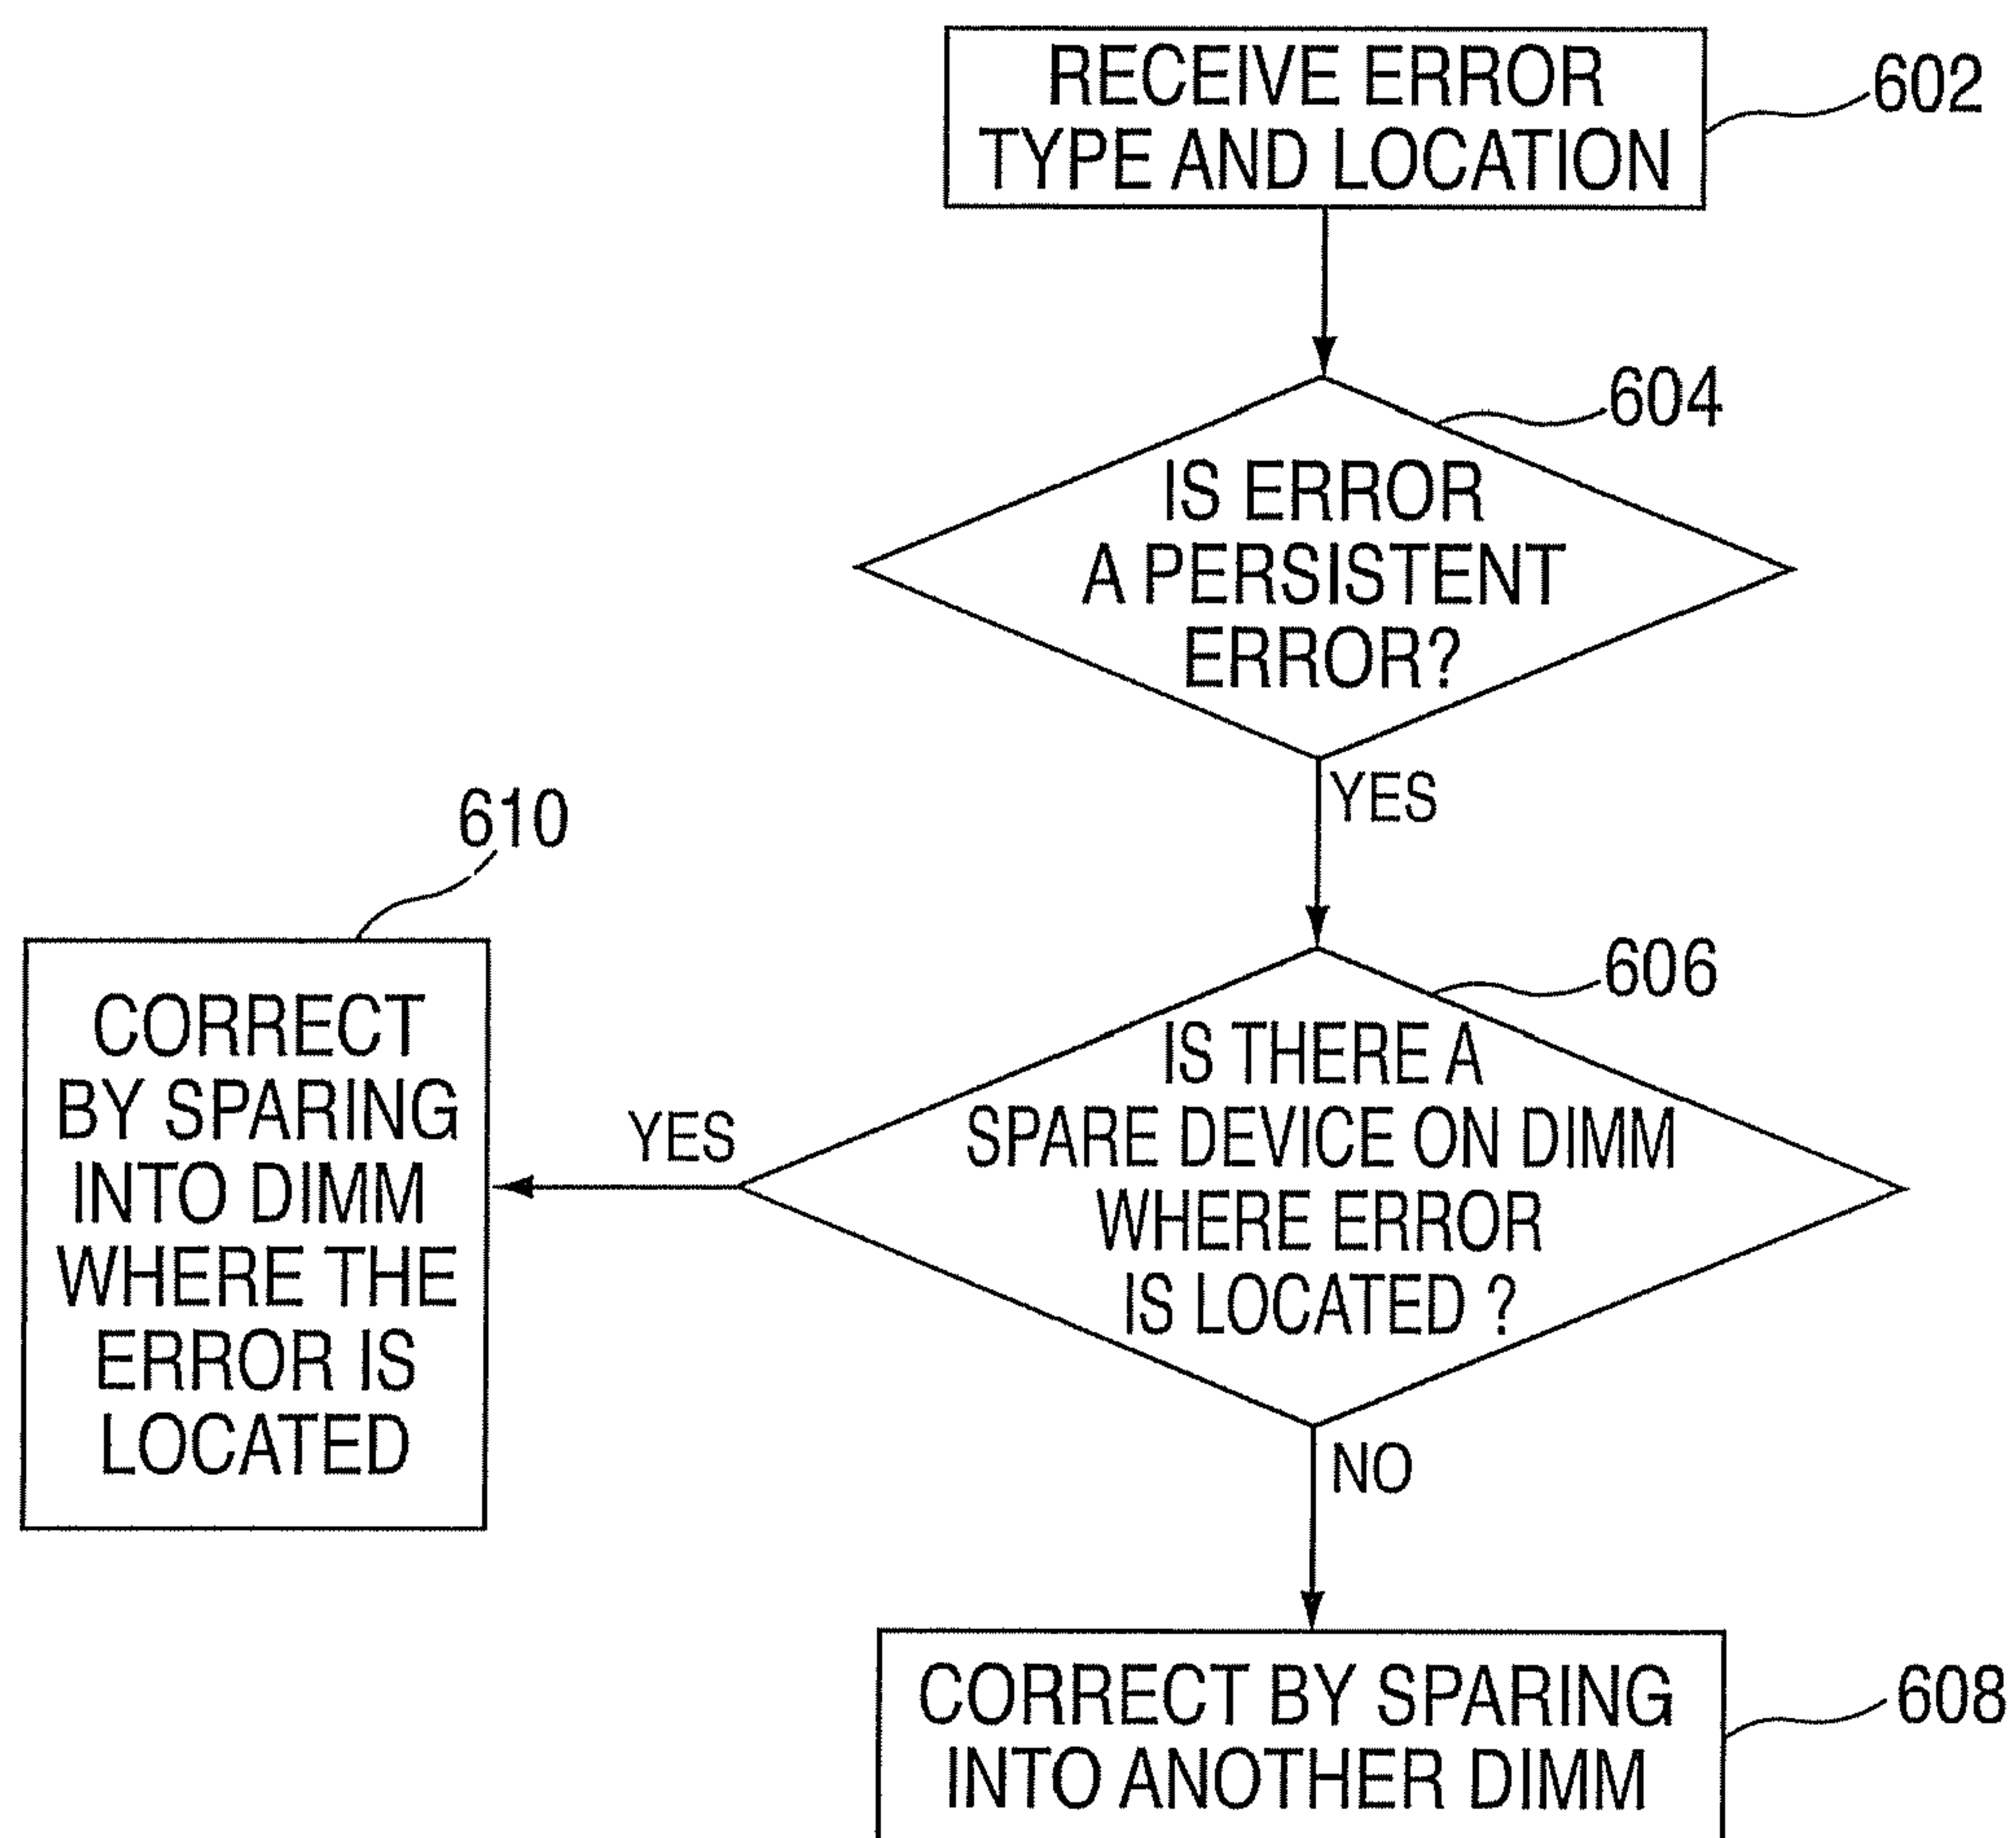 RECEIVE ERROR
TYPE AND LOCATION
602
604
IS ERROR
A PERSISTENT
ERROR?
YES
610
606
IS THERE A
SPARE DEVICE ON DIMM
WHERE ERROR
IS LOCATED ?
YES
CORRECT
BY SPARING
INTO DIMM
WHERE THE
ERROR IS
LOCATED
NO
CORRECT BY SPARING
INTO ANOTHER DIMM
608